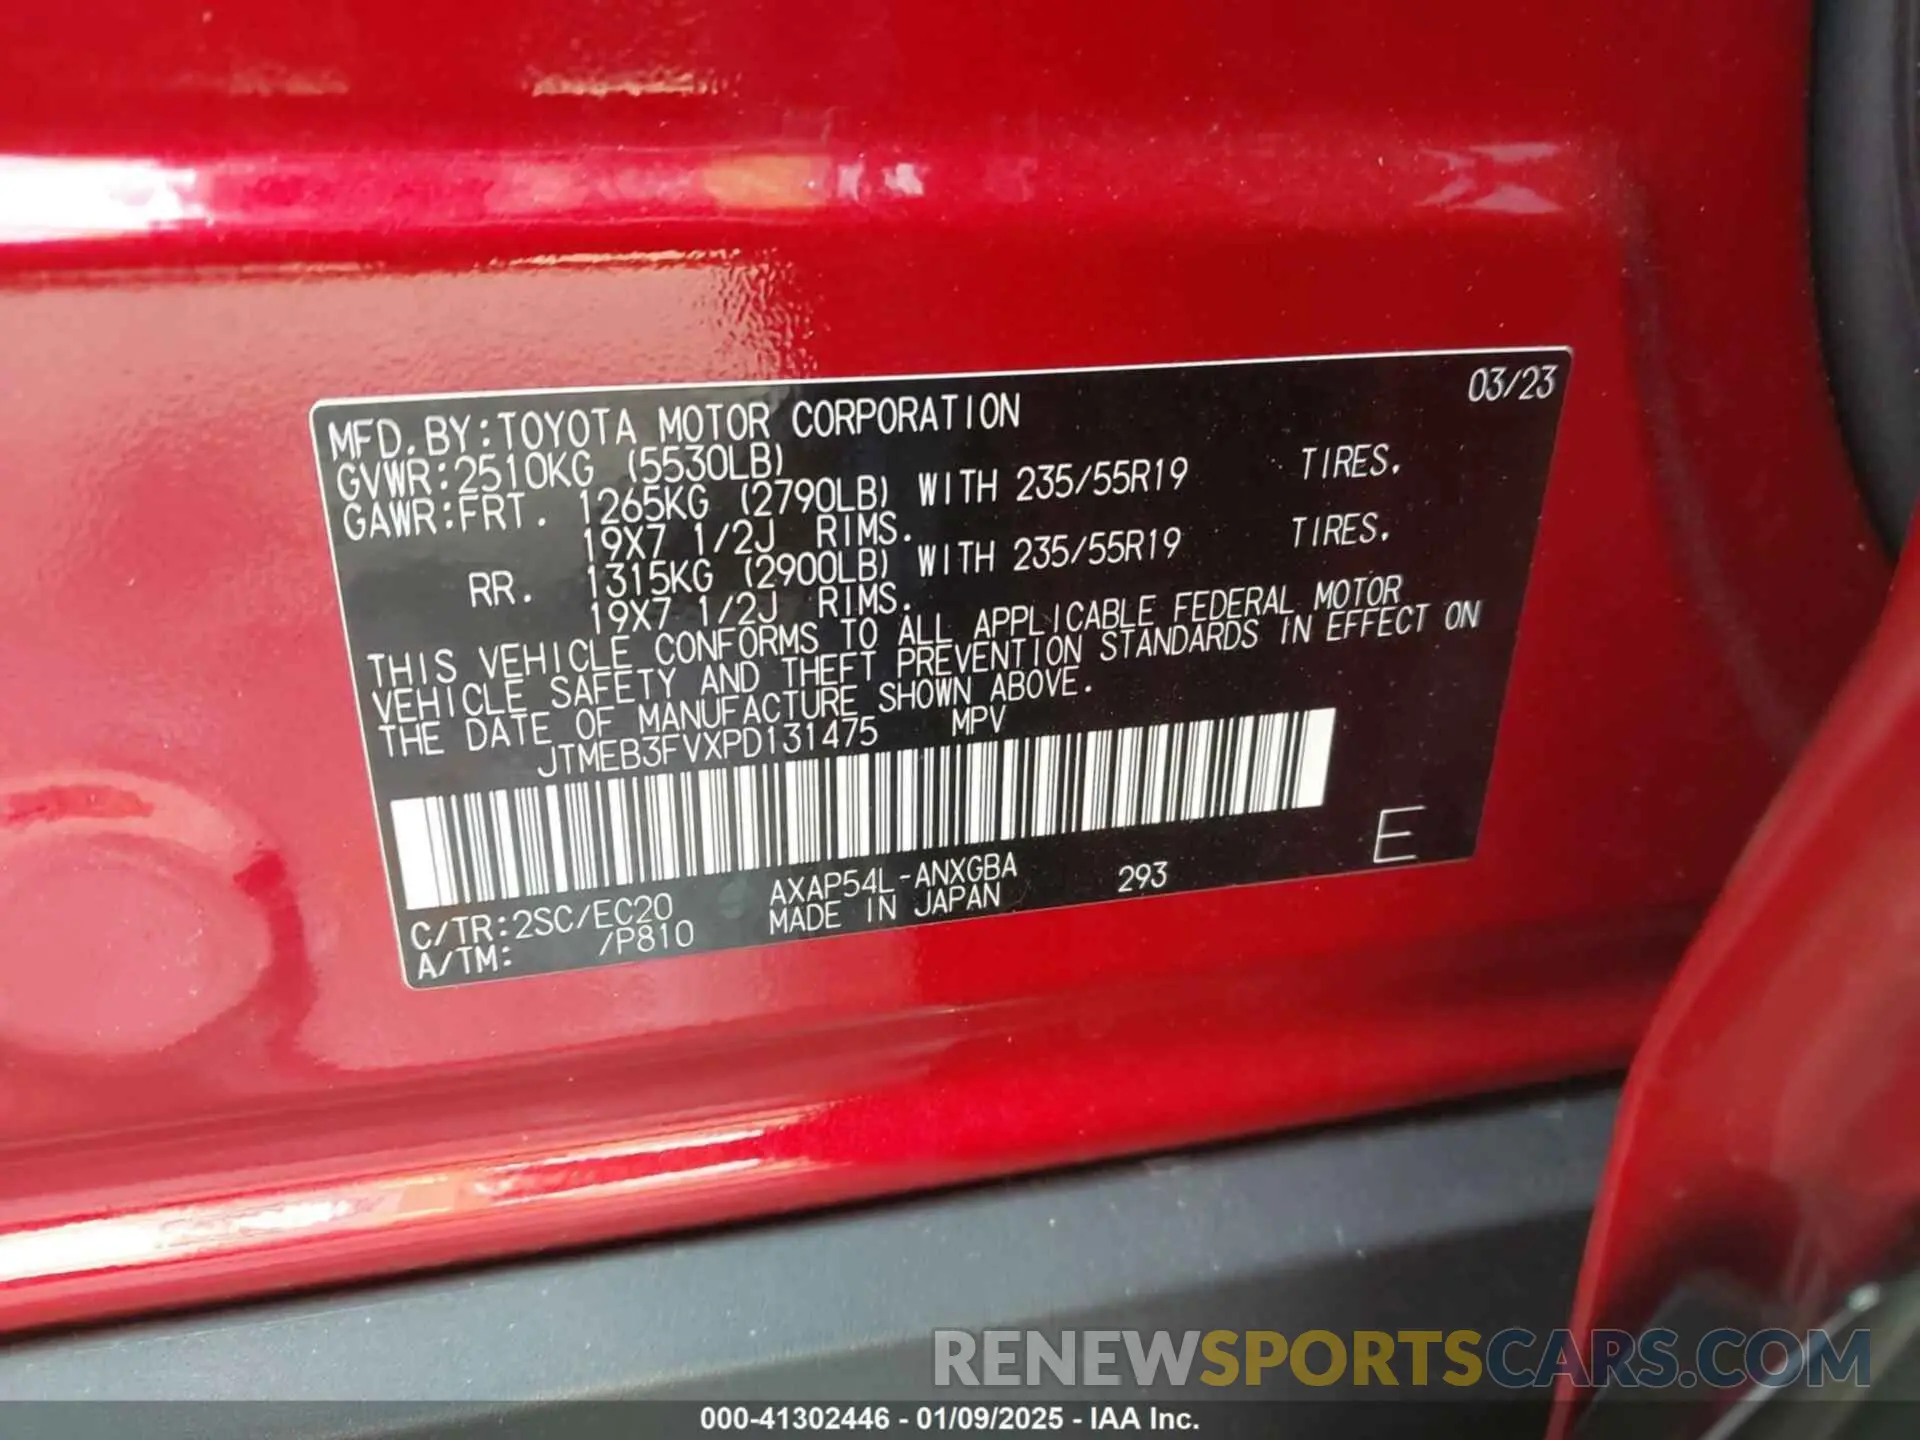 MFD.BY:TOYOTA MOTOR CORPORATION 03/23
GVWR:2510KG (5530LB)
GAWR:FRT. 1265KG (2790LB) WITH 235/55R19 TIRES.
19X7 1/2J RIMS.
RR. 1315KG (2900LB) WITH 235/55R19 TIRES.
19X7 1/2J RIMS.
THIS VEHICLE CONFORMS TO ALL APPLICABLE FEDERAL MOTOR
VEHICLE SAFETY AND THEFT PREVENTION STANDARDS IN EFFECT ON
THE DATE OF MANUFACTURE SHOWN ABOVE.
JTMEB3FVXPD131475 MPV
E
C/TR:2SC/EC20 AXAP54L-ANXGBA 293
A/TM: /P810 MADE IN JAPAN
RENEWSPORTSCARS.COM
000-41302446 - 01/09/2025 - IAA Inc.